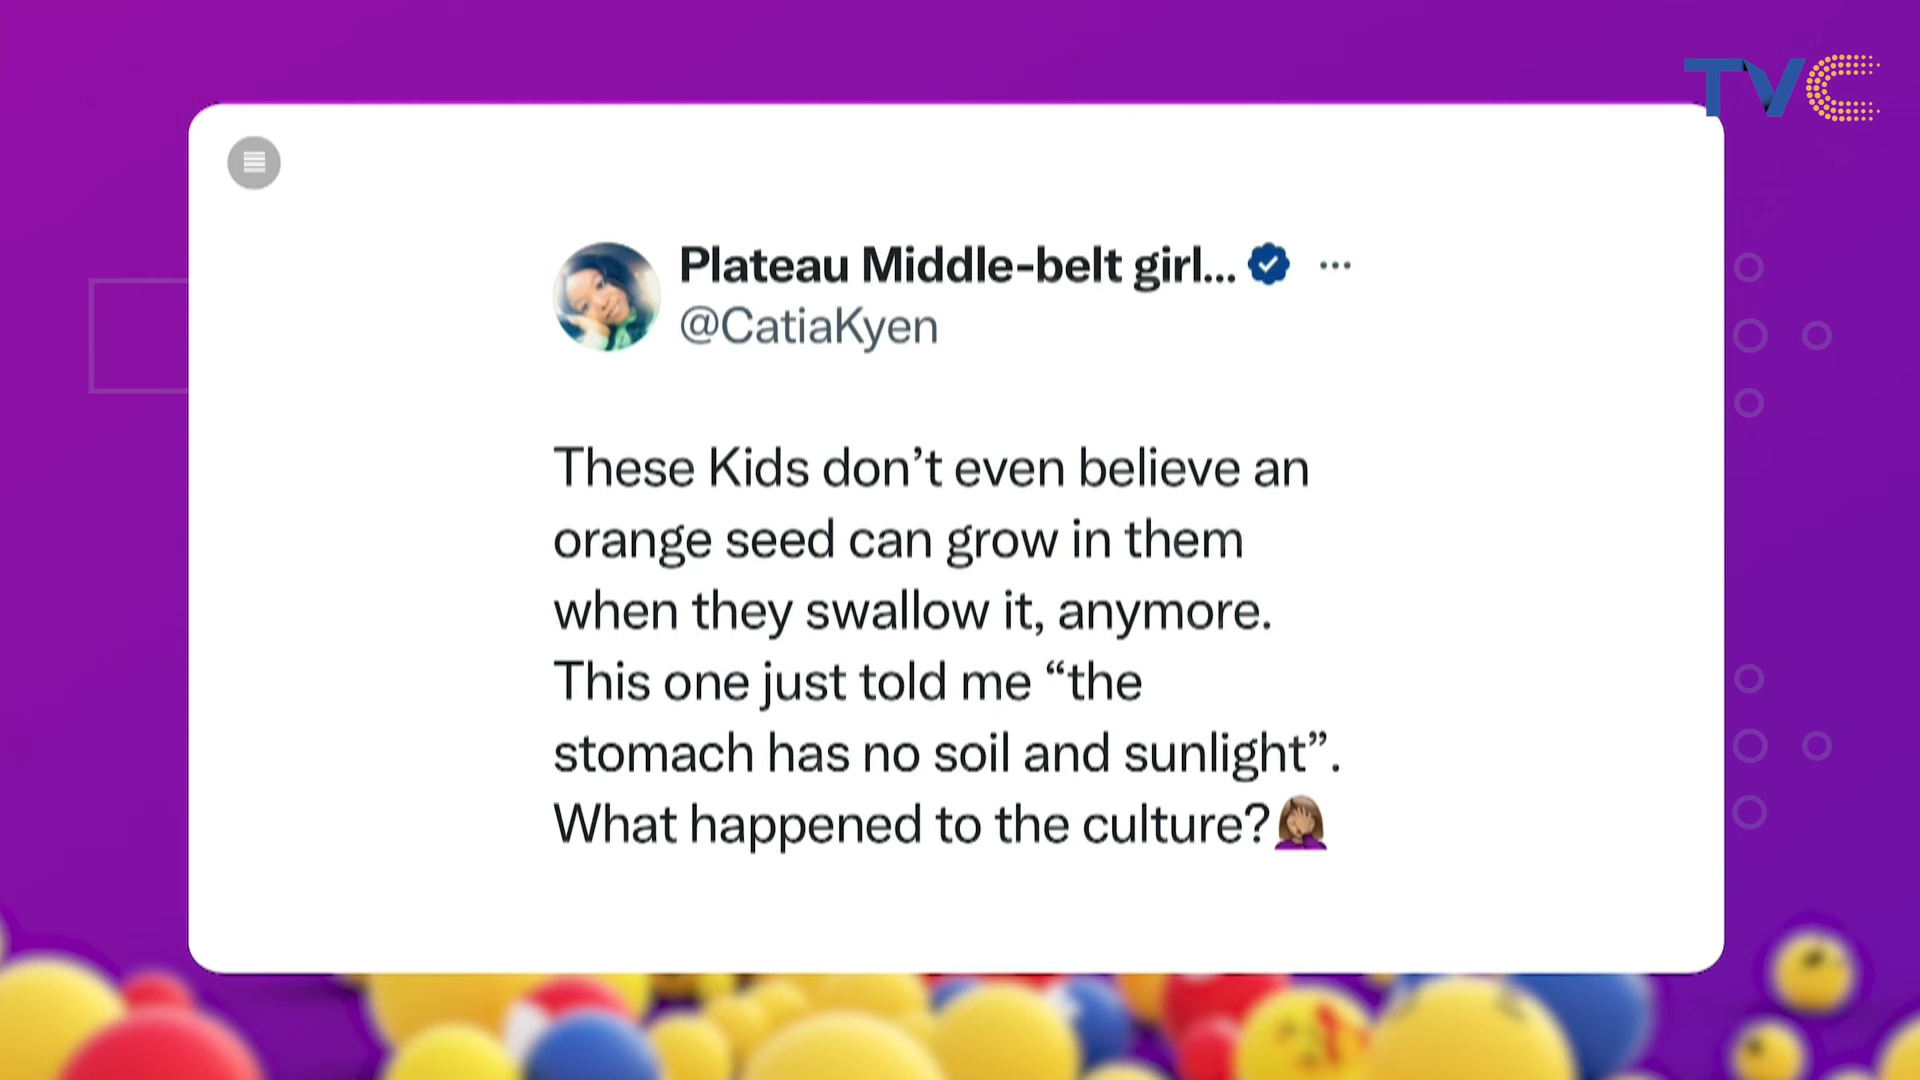 TVC
Plateau Middle-belt girl...
@CatiaKyen
These Kids don’t even believe an
orange seed can grow in them
when they swallow it, anymore.
This one just told me “the
stomach has no soil and sunlight”.
What happened to the culture?🤦🏽‍♀️